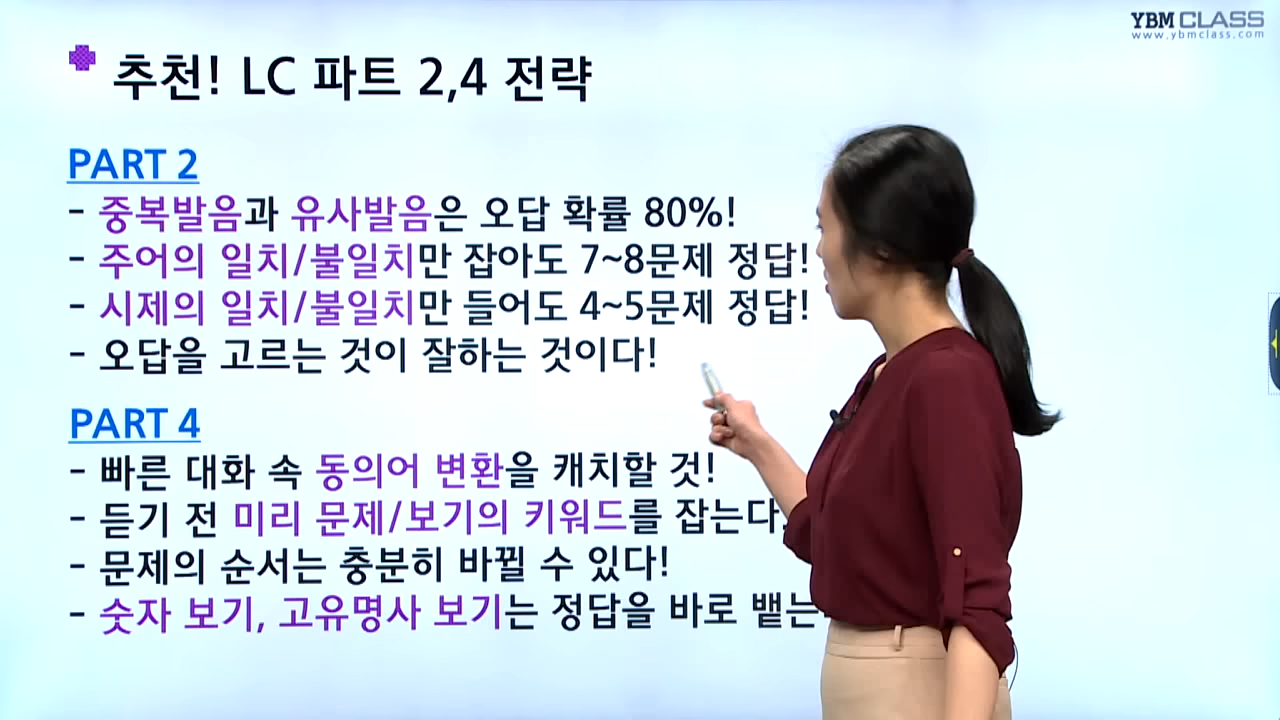 YBM CLASS
www.ybmclass.com
추천! LC 파트 2,4 전략
PART 2
- 중복발음과 유사발음은 오답 확률 80%!
- 주어의 일치/불일치만 잡아도 7~8문제 정답!
- 시제의 일치/불일치만 들어도 4~5문제 정답!
- 오답을 고르는 것이 잘하는 것이다!
PART 4
- 빠른 대화 속 동의어 변환을 캐치할 것!
- 듣기 전 미리 문제/보기의 키워드를 잡는다.
- 문제의 순서는 충분히 바뀔 수 있다!
- 숫자 보기, 고유명사 보기는 정답을 바로 뱉는